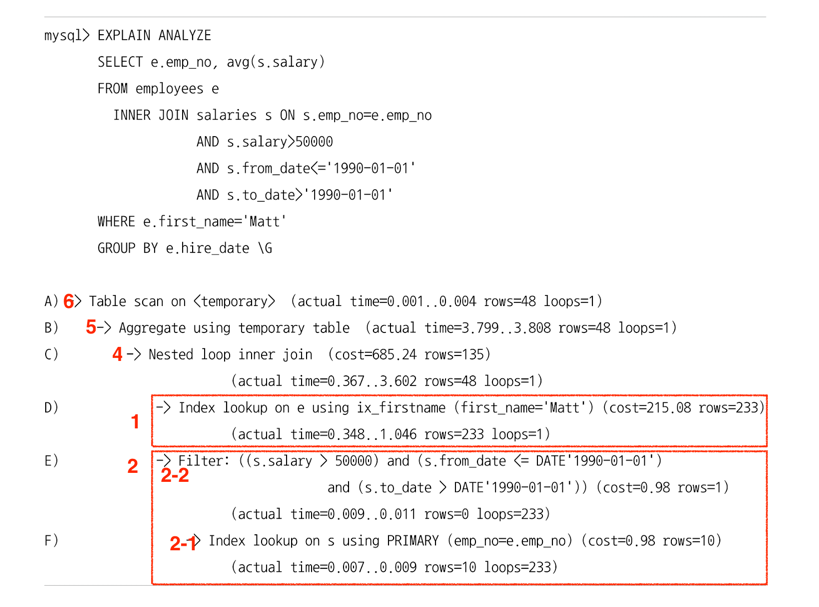 mysql> EXPLAIN ANALYZE
SELECT e.emp_no, avg(s.salary)
FROM employees e
INNER JOIN salaries s ON s.emp_no=e.emp_no
AND s.salary>50000
AND s.from_date<='1990-01-01'
AND s.to_date>'1990-01-01'
WHERE e.first_name='Matt'
GROUP BY e.hire_date \G
A) 6> Table scan on <temporary> (actual time=0.001..0.004 rows=48 loops=1)
B) 5-> Aggregate using temporary table (actual time=3.799..3.808 rows=48 loops=1)
C) 4-> Nested loop inner join (cost=685.24 rows=135)
(actual time=0.367..3.602 rows=48 loops=1)
D) -> Index lookup on e using ix_firstname (first_name='Matt') (cost=215.08 rows=233)
1 (actual time=0.348..1.046 rows=233 loops=1)
E) 2 -> Filter: ((s.salary > 50000) and (s.from_date <= DATE'1990-01-01')
2-2 and (s.to_date > DATE'1990-01-01')) (cost=0.98 rows=1)
(actual time=0.009..0.011 rows=0 loops=233)
F) 2-1> Index lookup on s using PRIMARY (emp_no=e.emp_no) (cost=0.98 rows=10)
(actual time=0.007..0.009 rows=10 loops=233)